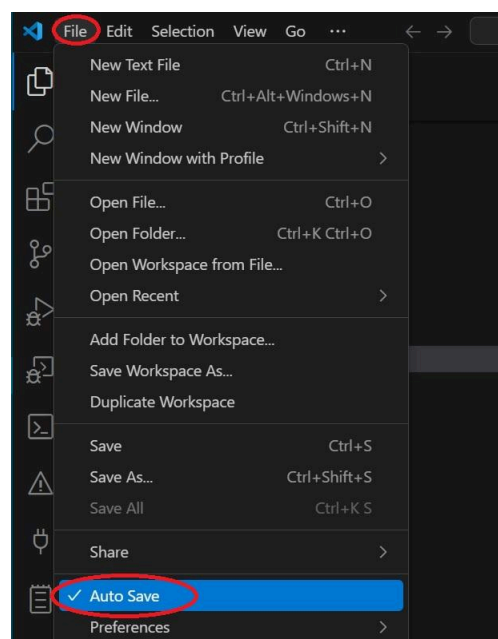 File Edit Selection View Go ...
New Text File Ctrl+N
New File... Ctrl+Alt+Windows+N
New Window Ctrl+Shift+N
New Window with Profile
Open File... Ctrl+O
Open Folder... Ctrl+K Ctrl+O
Open Workspace from File...
Open Recent
Add Folder to Workspace...
Save Workspace As...
Duplicate Workspace
Save Ctrl+S
Save As... Ctrl+Shift+S
Save All Ctrl+K S
Share
Auto Save
Preferences